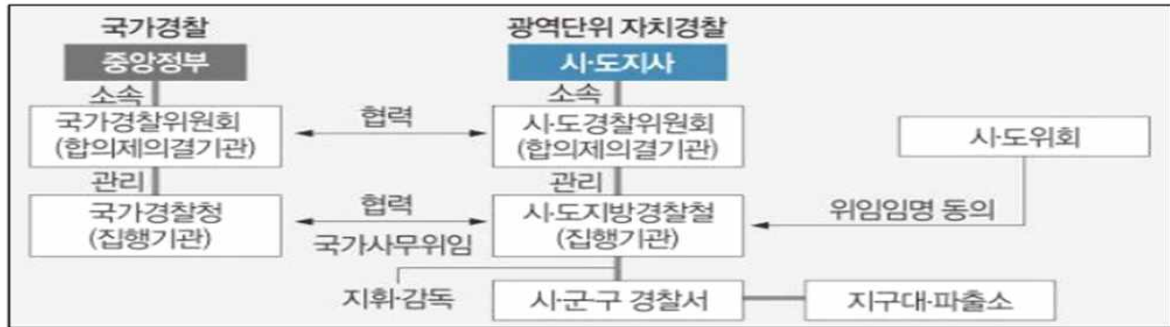 국가경찰
광역단위 자치경찰
중앙정부
시·도지사
소속
소속
국가경찰위원회
(합의제의결기관)
협력
시·도경찰위원회
(합의제의결기관)
시·도위회
관리
관리
국가경찰청
(집행기관)
협력
국가사무위임
시·도지방경찰철
(집행기관)
위임임명 동의
지휘·감독
시·군·구 경찰서
지구대·파출소